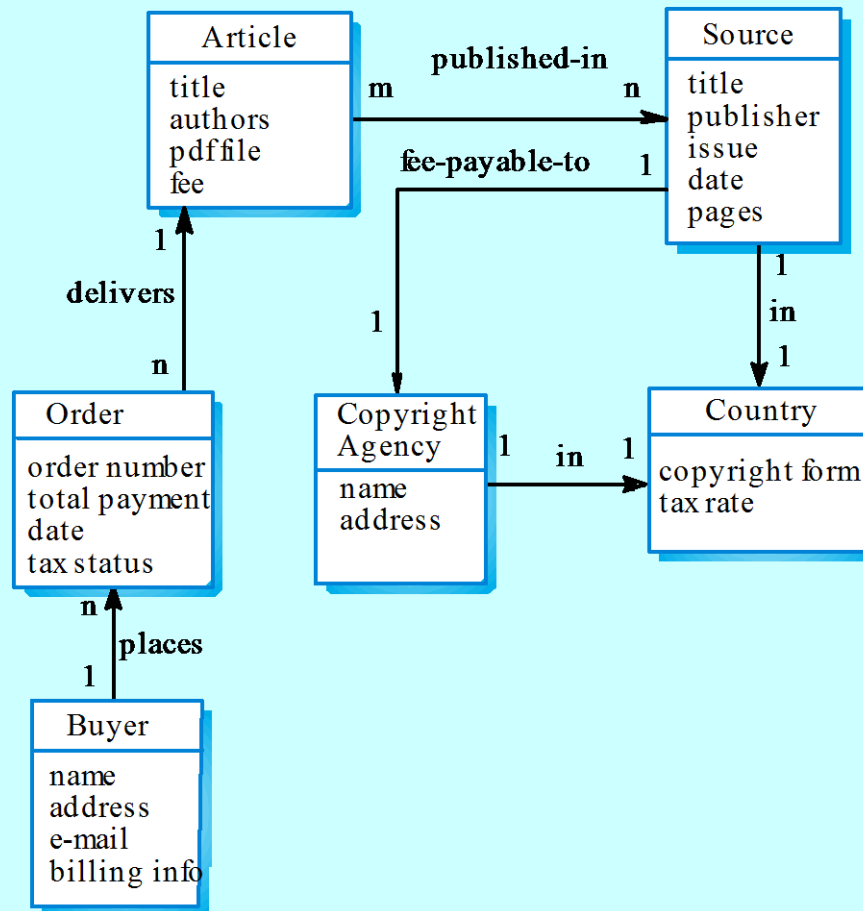 Article
title
authors
pdf file
fee
published-in
m
n
Source
title
publisher
issue
date
pages
fee-payable-to
1
1
1
delivers
n
1
in
1
Order
order number
total payment
date
tax status
Copyright
Agency
name
address
1
in
1
Country
copyright form
tax rate
n
places
1
Buyer
name
address
e-mail
billing info